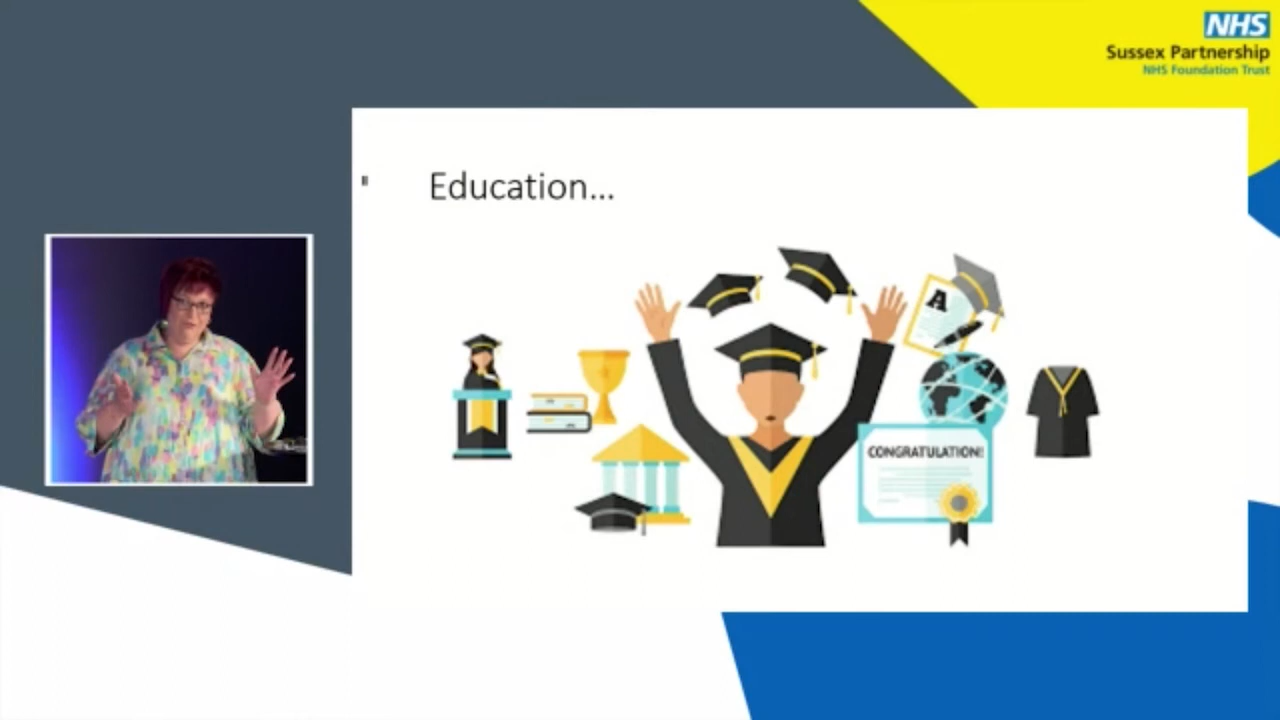 NHS
Sussex Partnership
NHS Foundation Trust
Education...
A
CONGRATULATION!